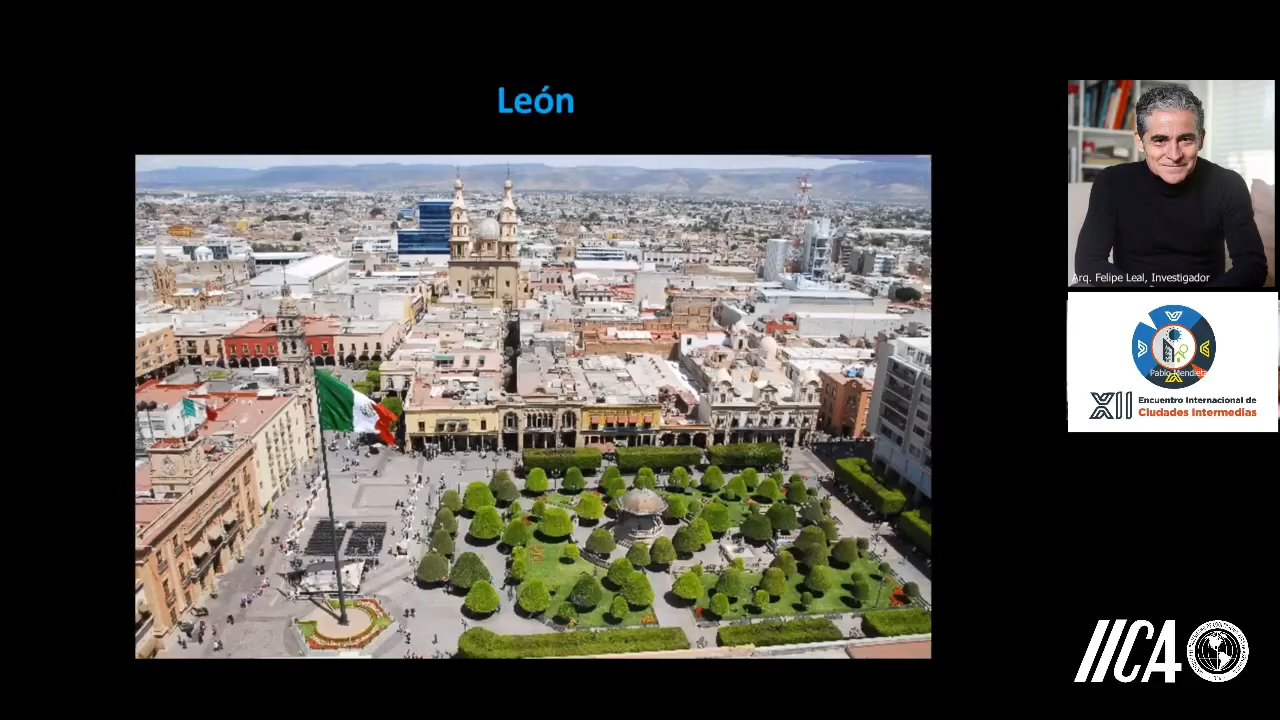 León
Arq. Felipe Leal, Investigador
Pablo Mendieta
XII
Encuentro Internacional de
Ciudades Intermedias
IICA